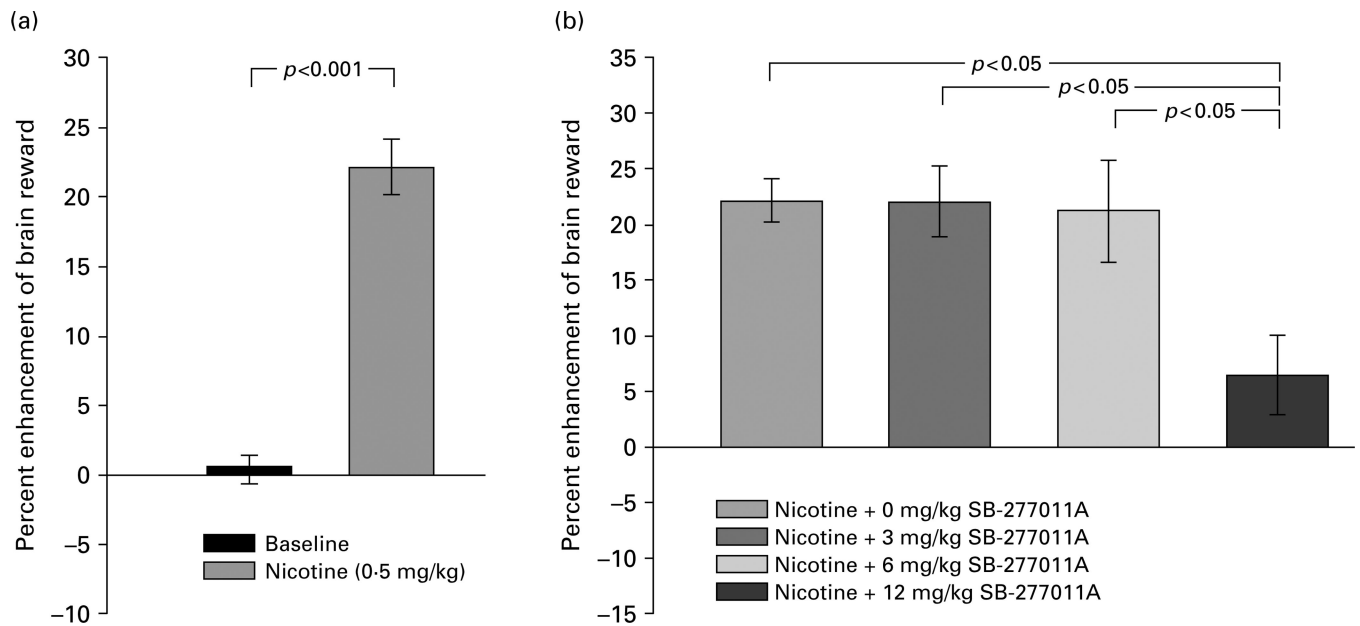 (a)
Percent enhancement of brain reward
30
25
20
15
10
5
0
−5
−10
p<0.001
Baseline
Nicotine (0·5 mg/kg)
(b)
Percent enhancement of brain reward
35
30
25
20
15
10
5
0
−5
−10
−15
p<0.05
p<0.05
p<0.05
Nicotine + 0 mg/kg SB-277011A
Nicotine + 3 mg/kg SB-277011A
Nicotine + 6 mg/kg SB-277011A
Nicotine + 12 mg/kg SB-277011A